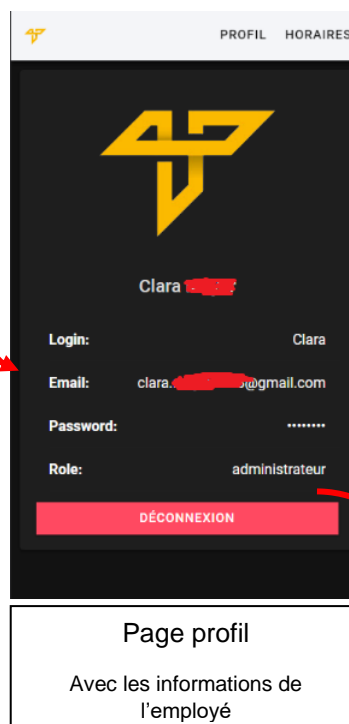 PROFIL HORAIRES
Clara
Login: Clara
Email: clara. @gmail.com
Password: ••••••••
Role: administrateur
DÉCONNEXION
Page profil
Avec les informations de
l’employé